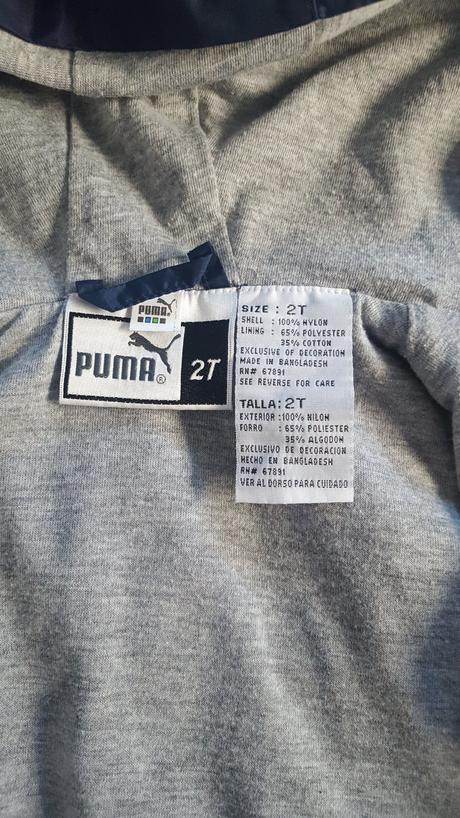 PUMA
PUMA® 2T
SIZE : 2T
SHELL : 100% NYLON
LINING : 65% POLYESTER
35% COTTON
EXCLUSIVE OF DECORATION
MADE IN BANGLADESH
RN# 67891
SEE REVERSE FOR CARE
TALLA: 2T
EXTERIOR :100% NILON
FORRO : 65% POLIESTER
35% ALGODON
EXCLUSIVO DE DECORACION
HECHO EN BANGLADESH
RN# 67891
VER AL DORSO PARA CUIDADO